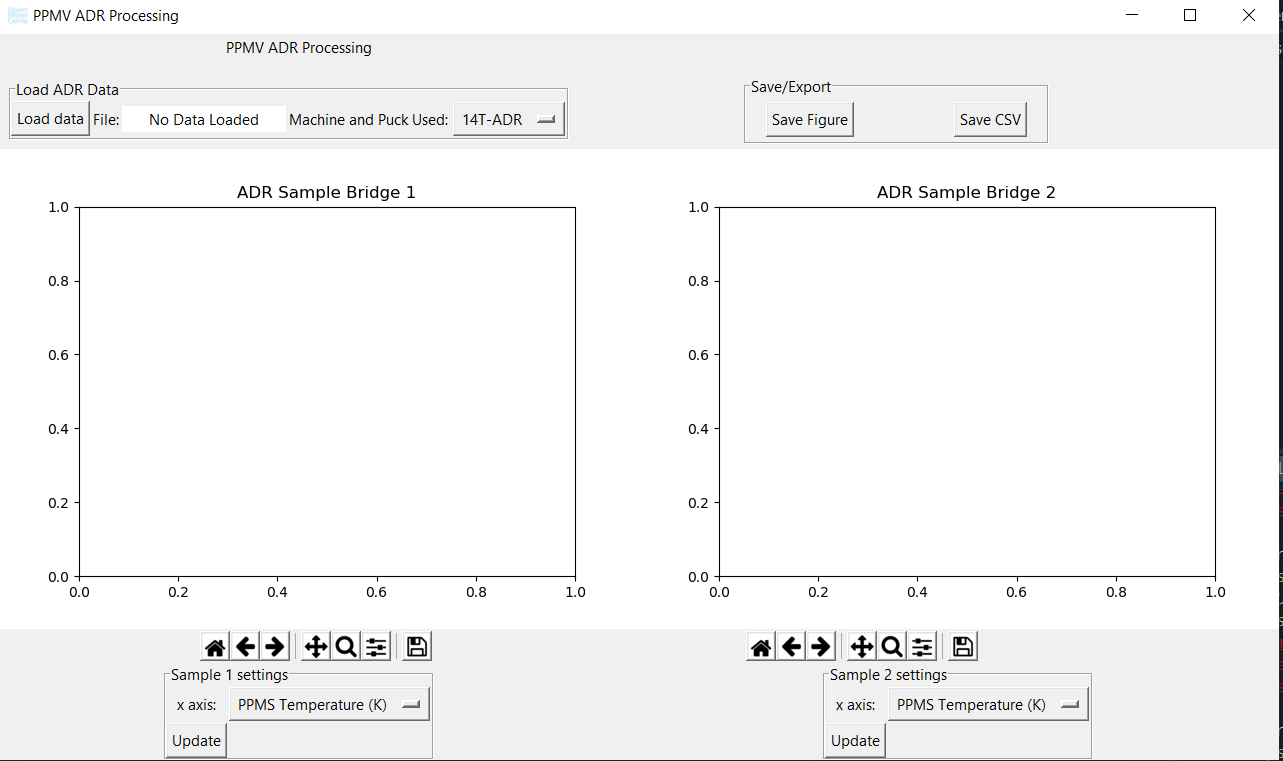 PPMV ADR Processing
PPMV ADR Processing
Load ADR Data
Load data File: No Data Loaded Machine and Puck Used: 14T-ADR
Save/Export
Save Figure Save CSV
ADR Sample Bridge 1
1.0
0.8
0.6
0.4
0.2
0.0
0.0 0.2 0.4 0.6 0.8 1.0
ADR Sample Bridge 2
1.0
0.8
0.6
0.4
0.2
0.0
0.0 0.2 0.4 0.6 0.8 1.0
Sample 1 settings
x axis: PPMS Temperature (K)
Update
Sample 2 settings
x axis: PPMS Temperature (K)
Update